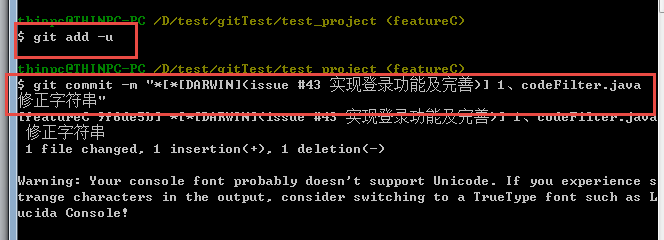 thinpc@THINPC-PC /D/test/gitTest/test_project (featureC)
$ git add -u
thinpc@THINPC-PC /D/test/gitTest/test_project (featureC)
$ git commit -m "*[*[DARWIN](issue #43 实现登录功能及完善)] 1、codeFilter.java
修正字符串"
[featureC 9f8de5b] *[*[DARWIN](issue #43 实现登录功能及完善)] 1、codeFilter.java
修正字符串
1 file changed, 1 insertion(+), 1 deletion(-)
Warning: Your console font probably doesn't support Unicode. If you experience s
trange characters in the output, consider switching to a TrueType font such as L
ucida Console!